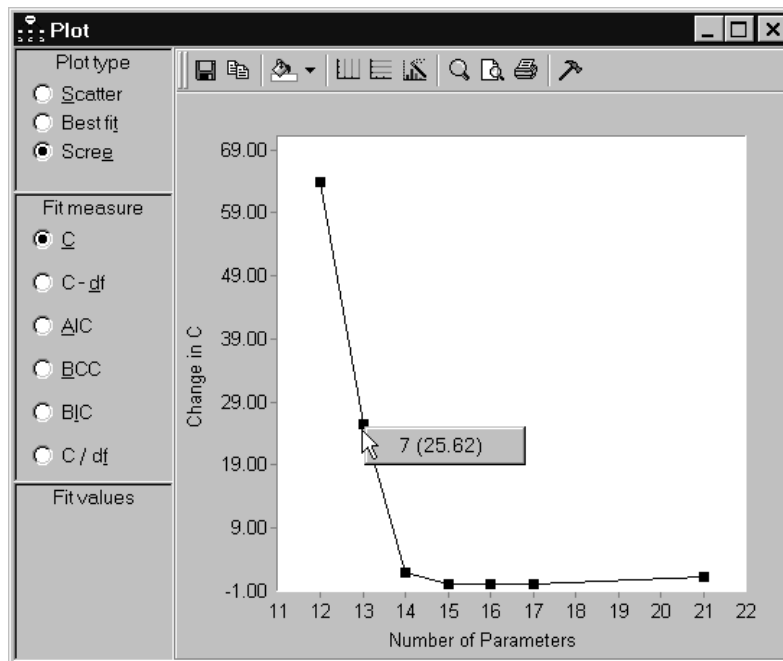 Plot
Plot type
Scatter
Best fit
Scree
Fit measure
C
C - df
AIC
BCC
BIC
C / df
Fit values
69.00
59.00
49.00
39.00
29.00
19.00
9.00
-1.00
Change in C
7 (25.62)
11 12 13 14 15 16 17 18 19 20 21 22
Number of Parameters